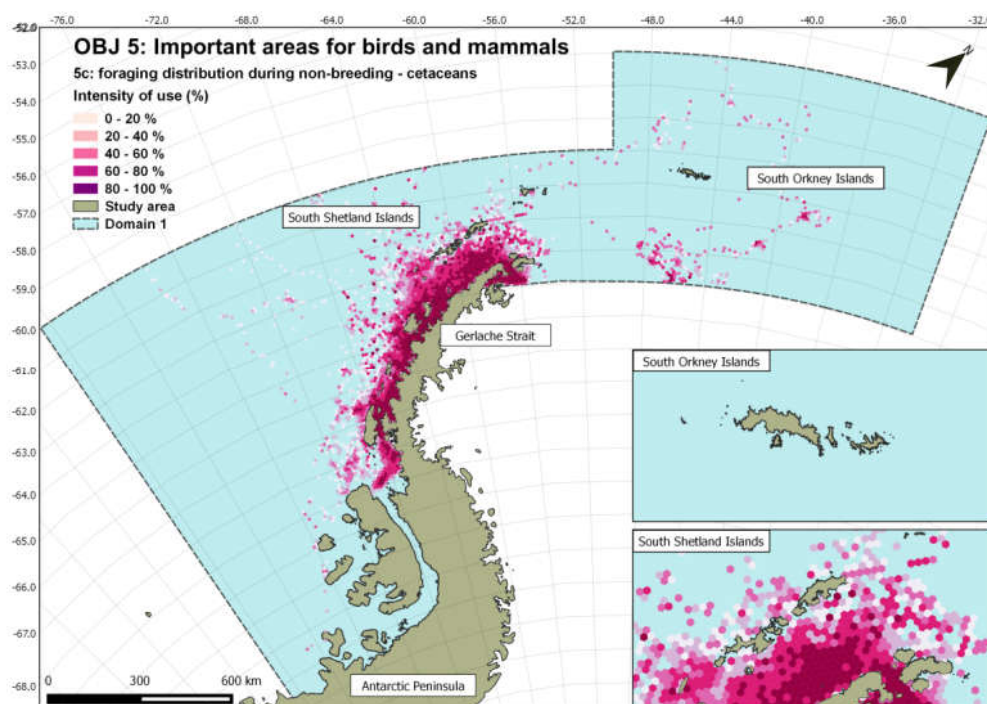 -52.0
-76.0
-72.0
-68.0
-64.0
-60.0
-56.0
-52.0
-48.0
-44.0
-40.0
-36.0
-32.0
OBJ 5: Important areas for birds and mammals
5c: foraging distribution during non-breeding - cetaceans
Intensity of use (%)
0 - 20 %
20 - 40 %
40 - 60 %
60 - 80 %
80 - 100 %
Study area
Domain 1
-53.0
-54.0
-55.0
-56.0
-57.0
-58.0
-59.0
-60.0
-61.0
-62.0
-63.0
-64.0
-65.0
-66.0
-67.0
-68.0
South Shetland Islands
South Orkney Islands
Gerlache Strait
South Orkney Islands
South Shetland Islands
Antarctic Peninsula
0 300 600 km